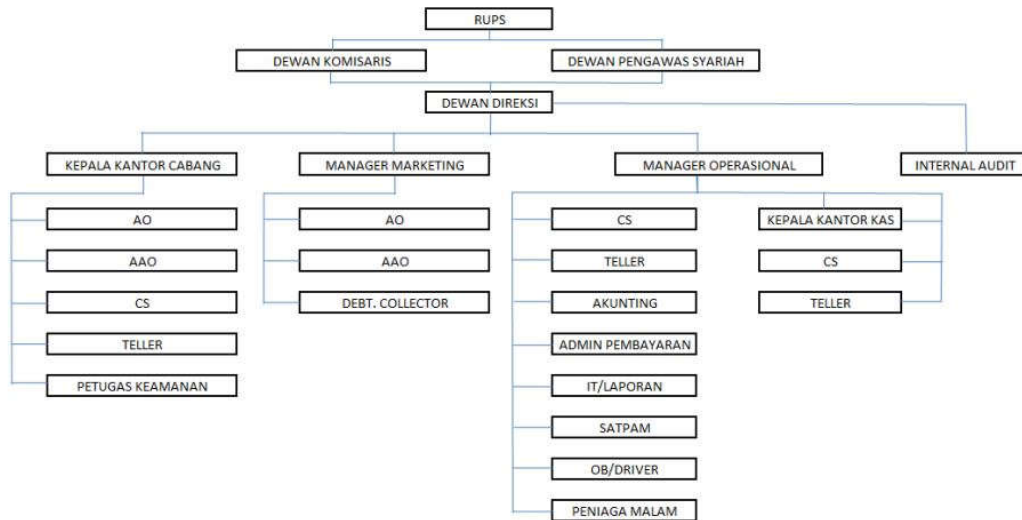 RUPS
DEWAN KOMISARIS
DEWAN PENGAWAS SYARIAH
DEWAN DIREKSI
KEPALA KANTOR CABANG
MANAGER MARKETING
MANAGER OPERASIONAL
INTERNAL AUDIT
AO
AAO
CS
TELLER
PETUGAS KEAMANAN
AO
AAO
DEBT. COLLECTOR
CS
TELLER
AKUNTING
ADMIN PEMBAYARAN
IT/LAPORAN
SATPAM
OB/DRIVER
PENJAGA MALAM
KEPALA KANTOR KAS
CS
TELLER